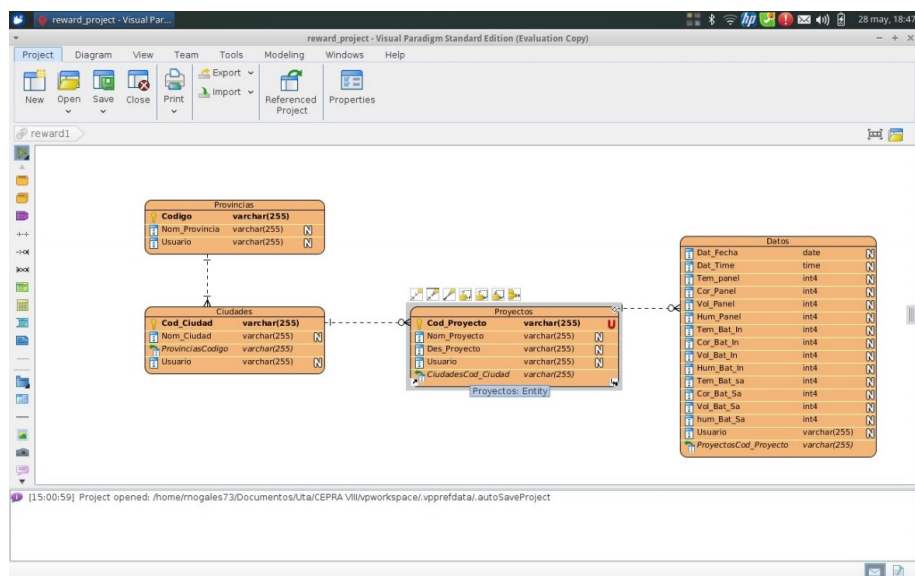 reward_project - Visual Par...
28 may, 18:47
reward_project - Visual Paradigm Standard Edition (Evaluation Copy)
Project Diagram View Team Tools Modeling Windows Help
New Open Save Close Print Export Import Referenced Project Properties
reward1
Provincias
Codigo varchar(255)
Nom_Provincia varchar(255) N
Usuario varchar(255) N
Ciudades
Cod_Ciudad varchar(255)
Nom_Ciudad varchar(255) N
ProvinciasCodigo varchar(255)
Usuario varchar(255) N
Proyectos
Cod_Proyecto varchar(255) U
Nom_Proyecto varchar(255) N
Des_Proyecto varchar(255) N
Usuario varchar(255) N
CiudadesCod_Ciudad varchar(255)
Proyectos: Entity
Datos
Dat_Fecha date N
Dat_Time time N
Tem_panel int4 N
Cor_Panel int4 N
Vol_Panel int4 N
Hum_Panel int4 N
Tem_Bat_In int4 N
Cor_Bat_In int4 N
Vol_Bat_In int4 N
Hum_Bat_In int4 N
Tem_Bat_sa int4 N
Cor_Bat_Sa int4 N
Vol_Bat_Sa int4 N
hum_Bat_Sa int4 N
Usuario varchar(255) N
ProyectosCod_Proyecto varchar(255)
[15:00:59] Project opened: /home/rnogales73/Documentos/Uta/CEPRA VIII/vpworkspace/.vpprefdata/.autoSaveProject